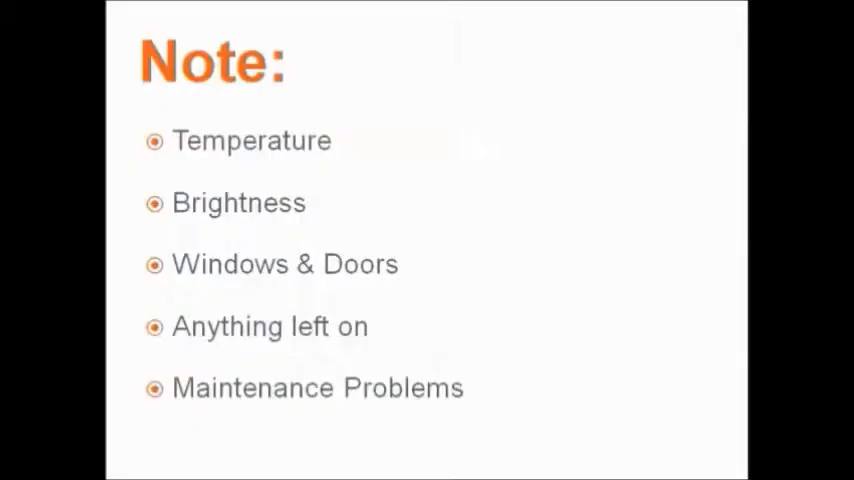 Note:
Temperature
Brightness
Windows & Doors
Anything left on
Maintenance Problems